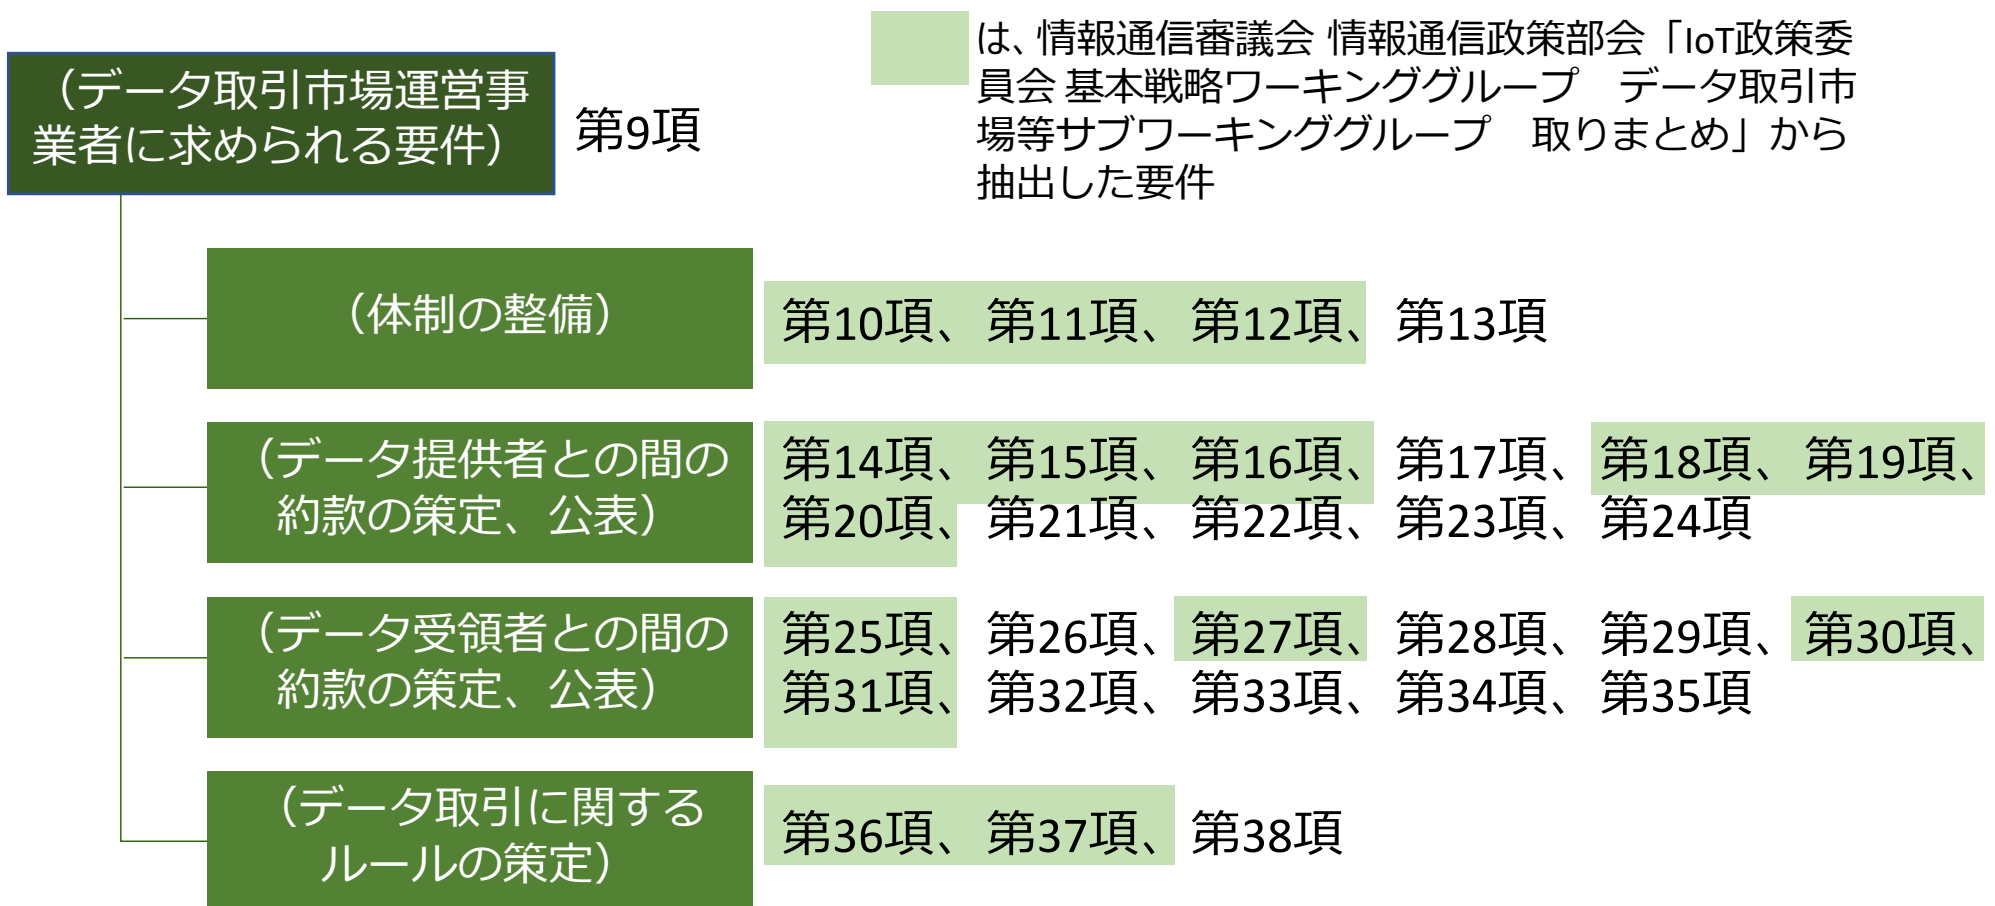 （データ取引市場運営事
業者に求められる要件）
第9項
は、情報通信審議会 情報通信政策部会「IoT政策委
員会 基本戦略ワーキンググループ　データ取引市
場等サブワーキンググループ　取りまとめ」から
抽出した要件
（体制の整備）
第10項、第11項、第12項、第13項
（データ提供者との間の
約款の策定、公表）
第14項、第15項、第16項、第17項、第18項、第19項、
第20項、第21項、第22項、第23項、第24項
（データ受領者との間の
約款の策定、公表）
第25項、第26項、第27項、第28項、第29項、第30項、
第31項、第32項、第33項、第34項、第35項
（データ取引に関する
ルールの策定）
第36項、第37項、第38項